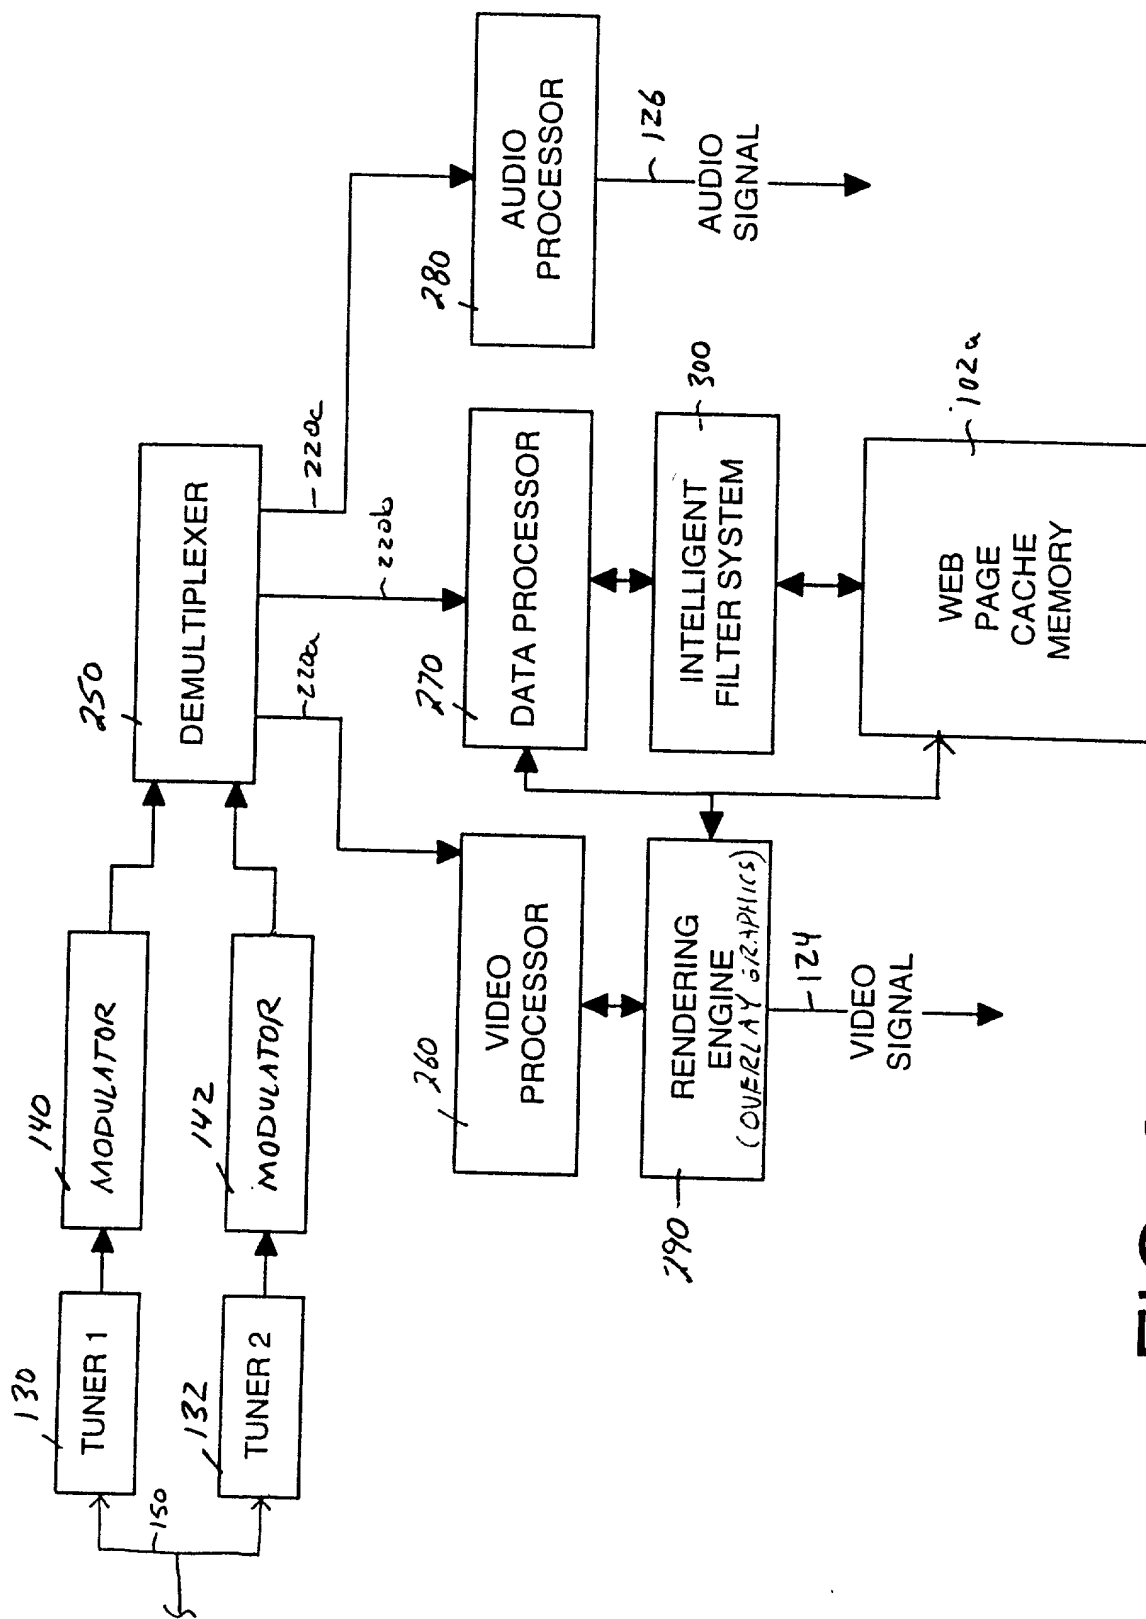 150
130
TUNER 1
132
TUNER 2
140
MODULATOR
142
MODULATOR
250
DEMULTIPLEXER
220a
220b
220c
260
VIDEO
PROCESSOR
270
DATA PROCESSOR
280
AUDIO
PROCESSOR
290
RENDERING
ENGINE
(OVERLAY GRAPHICS)
INTELLIGENT
FILTER SYSTEM
300
126
AUDIO
SIGNAL
124
VIDEO
SIGNAL
WEB
PAGE
CACHE
MEMORY
102a